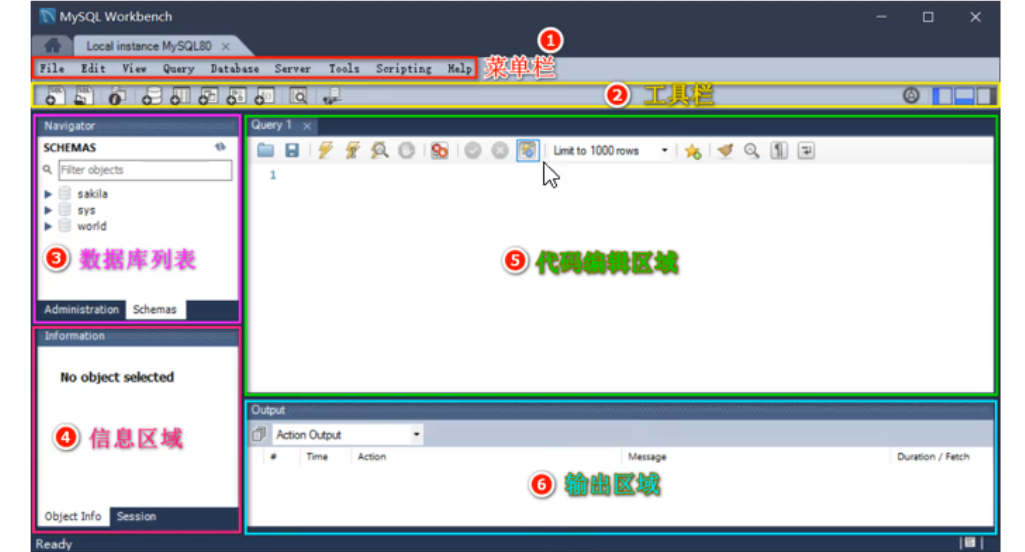 MySQL Workbench
Local instance MySQL80
1
File Edit View Query Database Server Tools Scripting Help 菜单栏
2 工具栏
Navigator
Query 1
SCHEMAS
Limit to 1000 rows
Filter objects
1
sakila
sys
world
3 数据库列表
5 代码编辑区域
Administration Schemas
Information
No object selected
Output
Action Output
4 信息区域
# Time Action Message Duration / Fetch
6 输出区域
Object Info Session
Ready